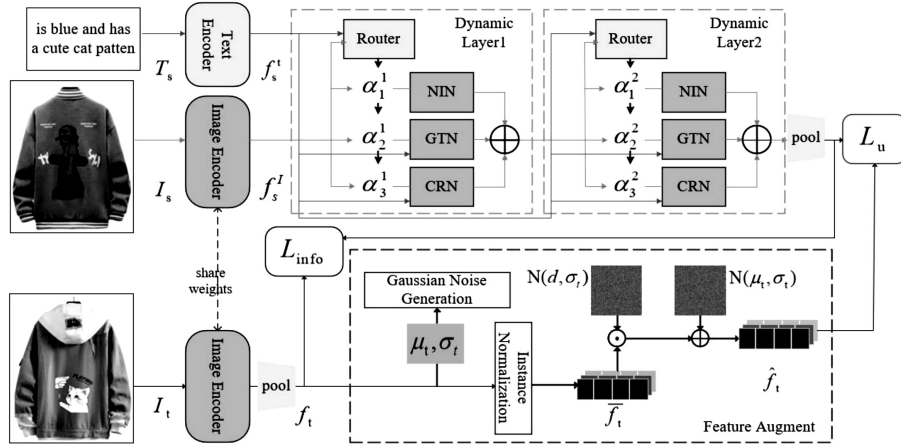 is blue and has
a cute cat patten
T_s
Text
Encoder
f_s^t
Router
α_1^1
α_2^1
α_3^1
NIN
GTN
CRN
Dynamic
Layer1
Router
α_1^2
α_2^2
α_3^2
NIN
GTN
CRN
Dynamic
Layer2
pool
L_u
I_s
Image Encoder
f_s^I
share
weights
L_info
Gaussian Noise
Generation
μ_t, σ_t
Instance
Normalization
N(d, σ_t)
N(μ_t, σ_t)
I_t
Image Encoder
pool
f_t
f̅_t
f̂_t
Feature Augment